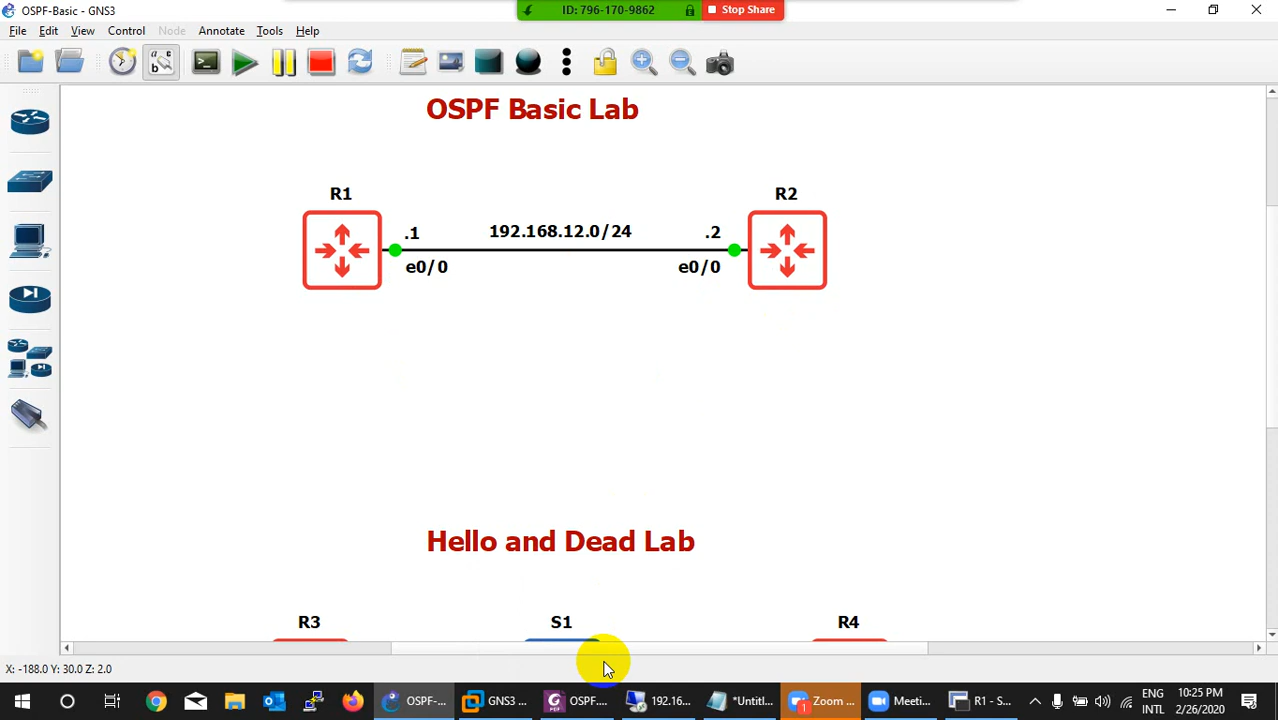 OSPF-Basic - GNS3
ID: 796-170-9862
Stop Share
File Edit View Control Node Annotate Tools Help
OSPF Basic Lab
R1
R2
.1
192.168.12.0/24
.2
e0/0
e0/0
Hello and Dead Lab
R3
S1
R4
X: -188.0 Y: 30.0 Z: 2.0
OSPF-...
GNS3 ...
OSPF....
192.16...
*Untitl...
Zoom ...
Meeti...
R1 - S...
ENG
INTL
10:25 PM
2/26/2020